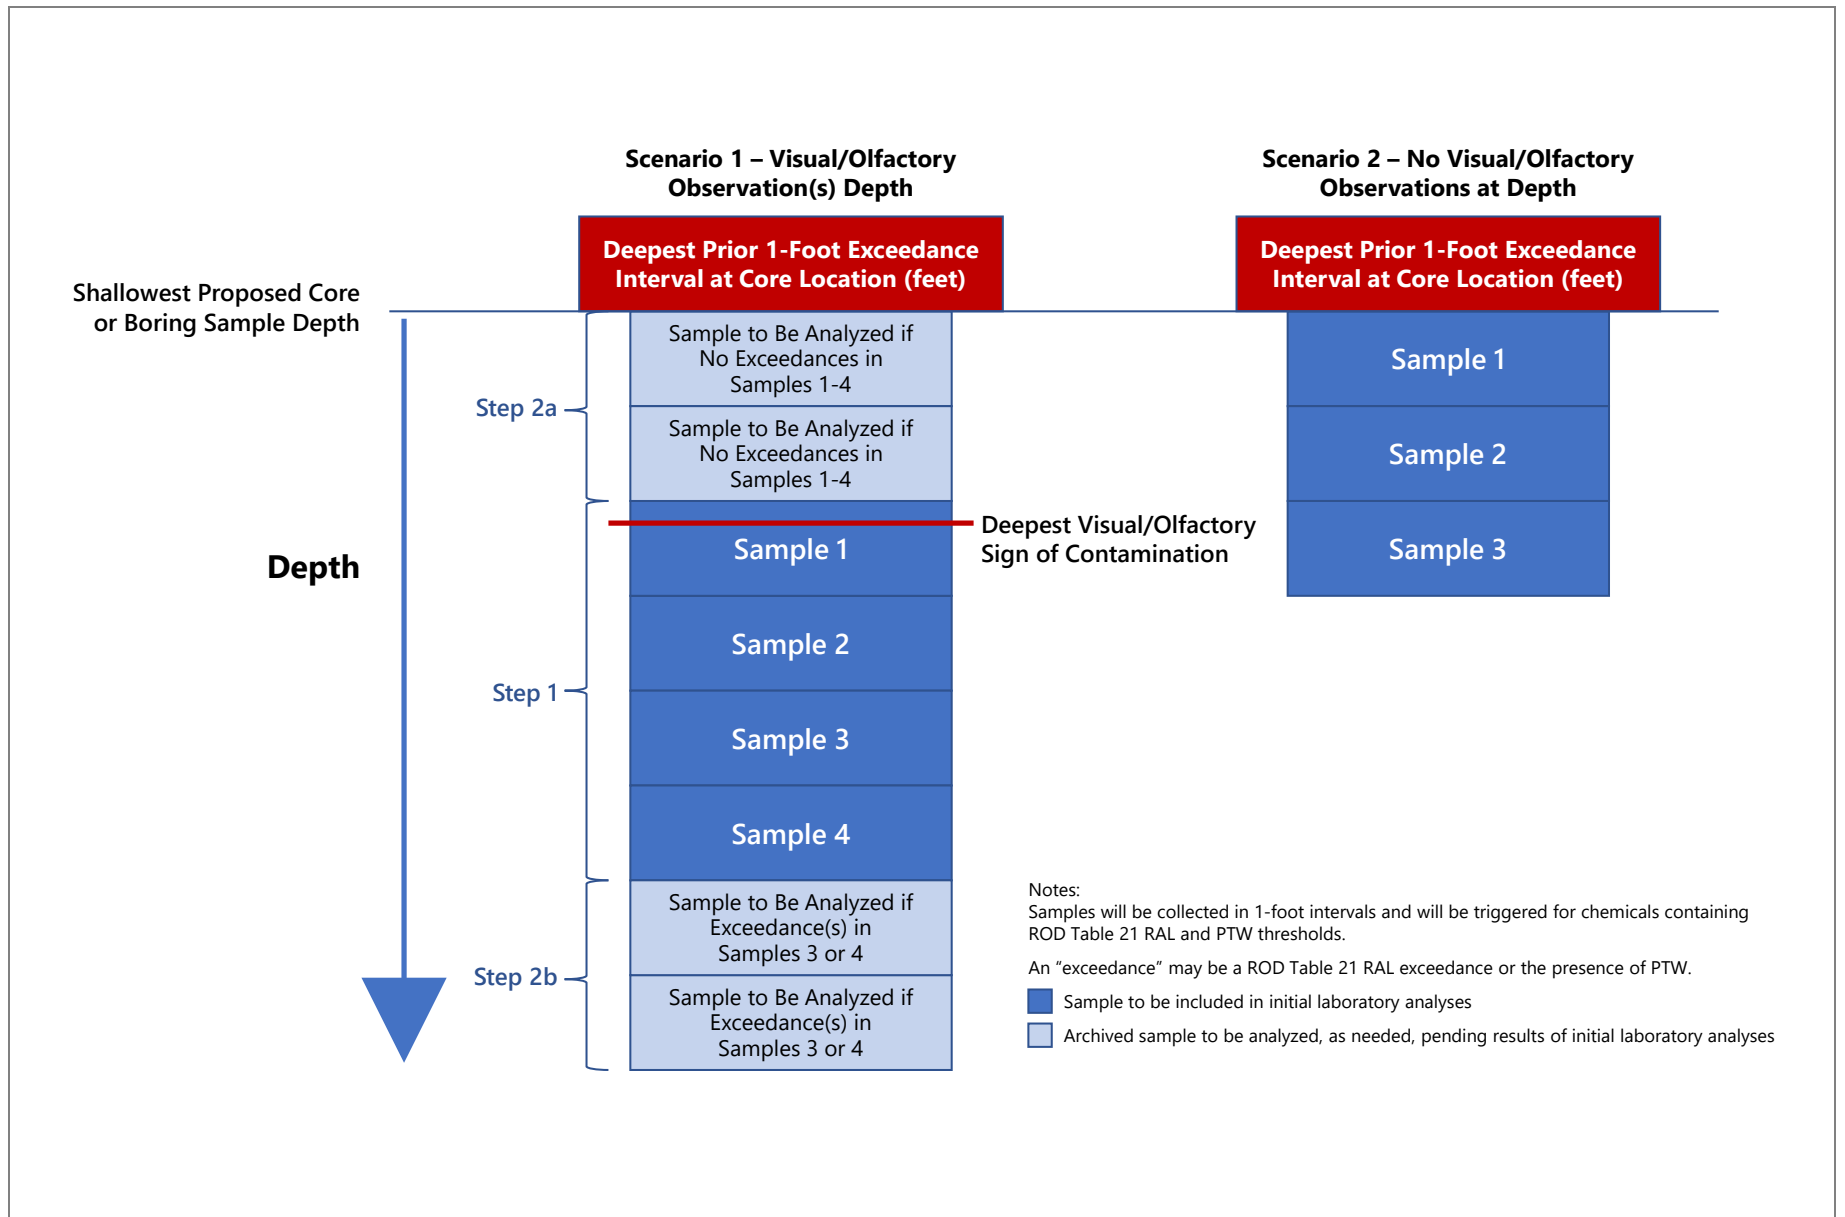 Scenario 1 – Visual/Olfactory
Observation(s) Depth
Scenario 2 – No Visual/Olfactory
Observations at Depth
Deepest Prior 1-Foot Exceedance
Interval at Core Location (feet)
Deepest Prior 1-Foot Exceedance
Interval at Core Location (feet)
Shallowest Proposed Core
or Boring Sample Depth
Depth
Step 2a
Sample to Be Analyzed if
No Exceedances in
Samples 1-4
Sample to Be Analyzed if
No Exceedances in
Samples 1-4
Step 1
Sample 1
Sample 2
Sample 3
Sample 4
Deepest Visual/Olfactory
Sign of Contamination
Step 2b
Sample to Be Analyzed if
Exceedance(s) in
Samples 3 or 4
Sample to Be Analyzed if
Exceedance(s) in
Samples 3 or 4
Sample 1
Sample 2
Sample 3
Notes:
Samples will be collected in 1-foot intervals and will be triggered for chemicals containing
ROD Table 21 RAL and PTW thresholds.
An “exceedance” may be a ROD Table 21 RAL exceedance or the presence of PTW.
Sample to be included in initial laboratory analyses
Archived sample to be analyzed, as needed, pending results of initial laboratory analyses